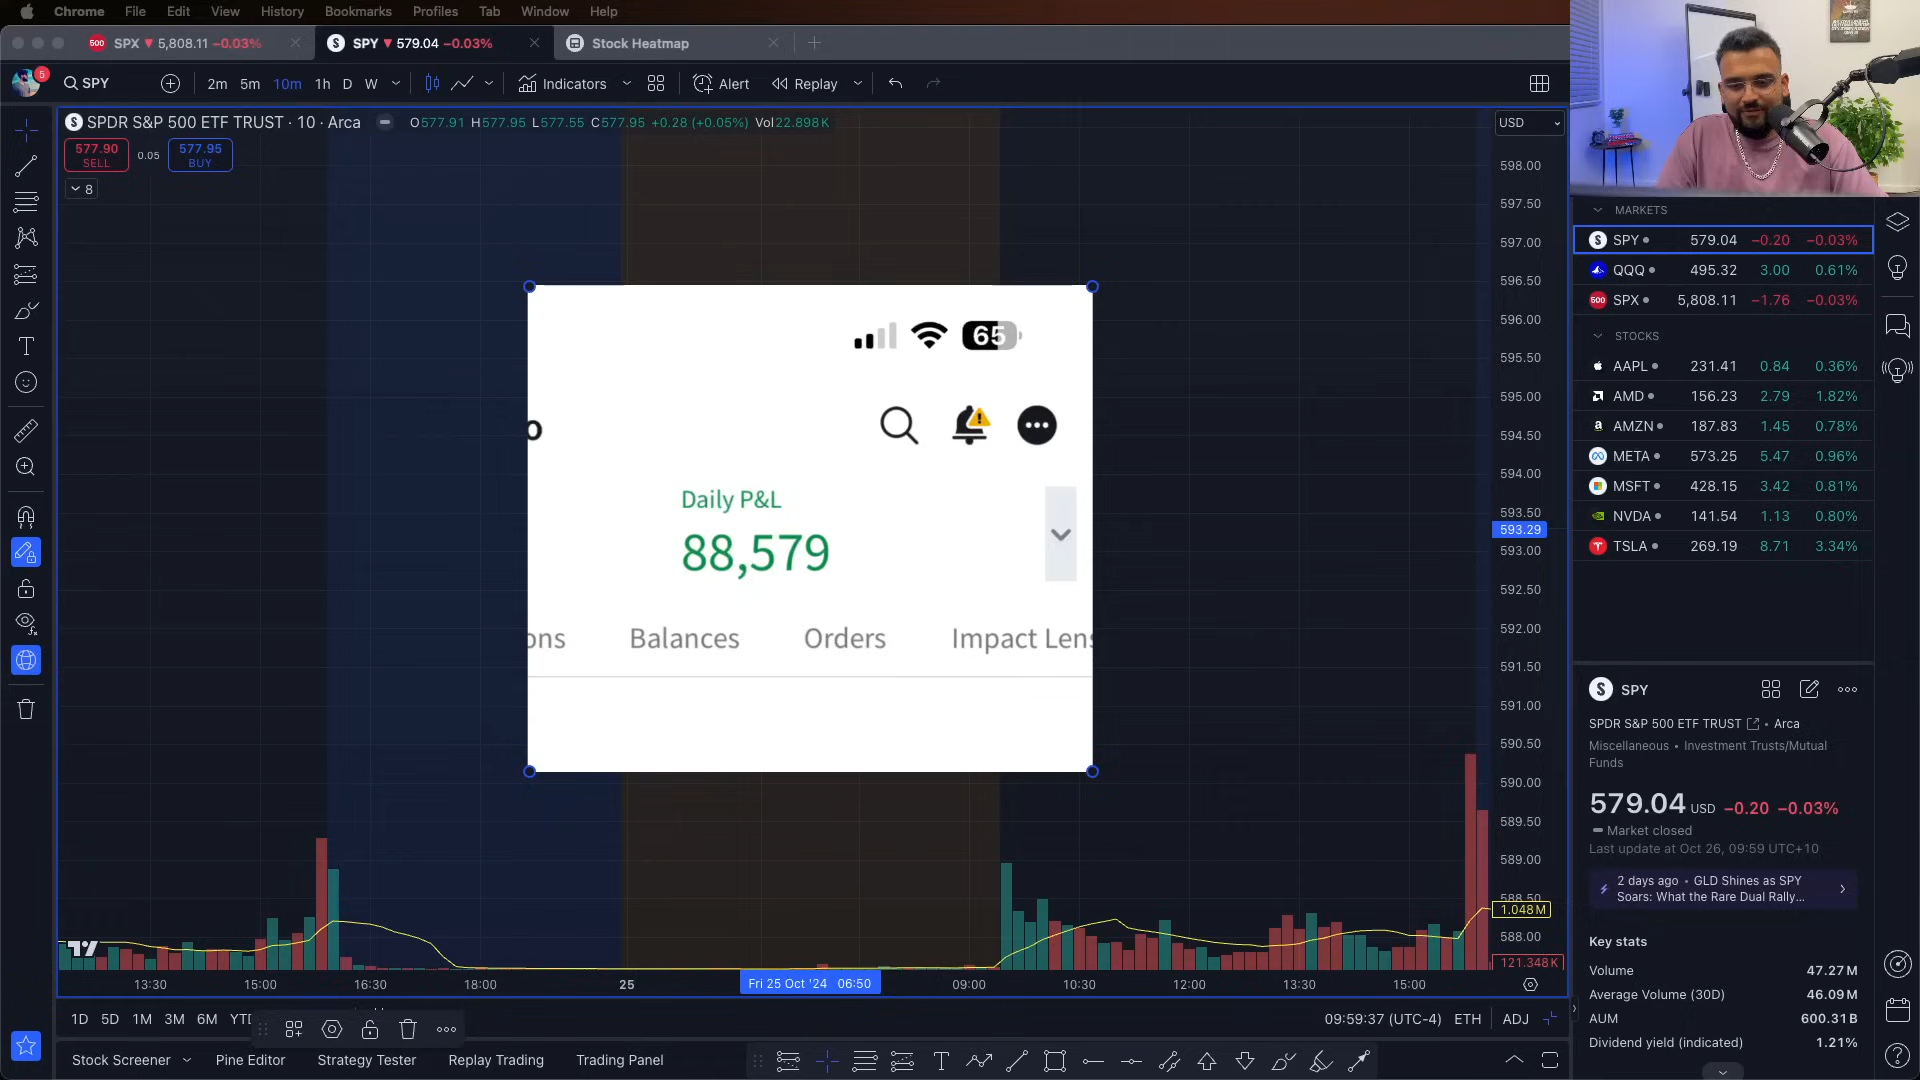 Chrome File Edit View History Bookmarks Profiles Tab Window Help
500 SPX ▼ 5,808.11 −0.03%
S SPY ▼ 579.04 −0.03%
Stock Heatmap
5 SPY 2m 5m 10m 1h D W Indicators Alert Replay
SPDR S&P 500 ETF TRUST · 10 · Arca O577.91 H577.95 L577.55 C577.95 +0.28 (+0.05%) Vol22.898K
577.90 SELL
0.05
577.95 BUY
8
USD
598.00
597.50
597.00
596.50
596.00
595.50
595.00
594.50
594.00
593.50
593.29
593.00
592.50
592.00
591.50
591.00
590.50
590.00
589.50
589.00
588.50
1.048M
588.00
121.348K
65
o
Daily P&L
88,579
ons Balances Orders Impact Lens
13:30 15:00 16:30 18:00 25 Fri 25 Oct '24 06:50 09:00 10:30 12:00 13:30 15:00
1D 5D 1M 3M 6M YTD
09:59:37 (UTC-4) ETH ADJ
Stock Screener Pine Editor Strategy Tester Replay Trading Trading Panel
MARKETS
S SPY 579.04 −0.20 −0.03%
QQQ 495.32 3.00 0.61%
500 SPX 5,808.11 −1.76 −0.03%
STOCKS
AAPL 231.41 0.84 0.36%
AMD 156.23 2.79 1.82%
AMZN 187.83 1.45 0.78%
META 573.25 5.47 0.96%
MSFT 428.15 3.42 0.81%
NVDA 141.54 1.13 0.80%
TSLA 269.19 8.71 3.34%
S SPY
SPDR S&P 500 ETF TRUST • Arca
Miscellaneous • Investment Trusts/Mutual
Funds
579.04 USD −0.20 −0.03%
Market closed
Last update at Oct 26, 09:59 UTC+10
2 days ago • GLD Shines as SPY
Soars: What the Rare Dual Rally...
Key stats
Volume 47.27M
Average Volume (30D) 46.09M
AUM 600.31B
Dividend yield (indicated) 1.21%